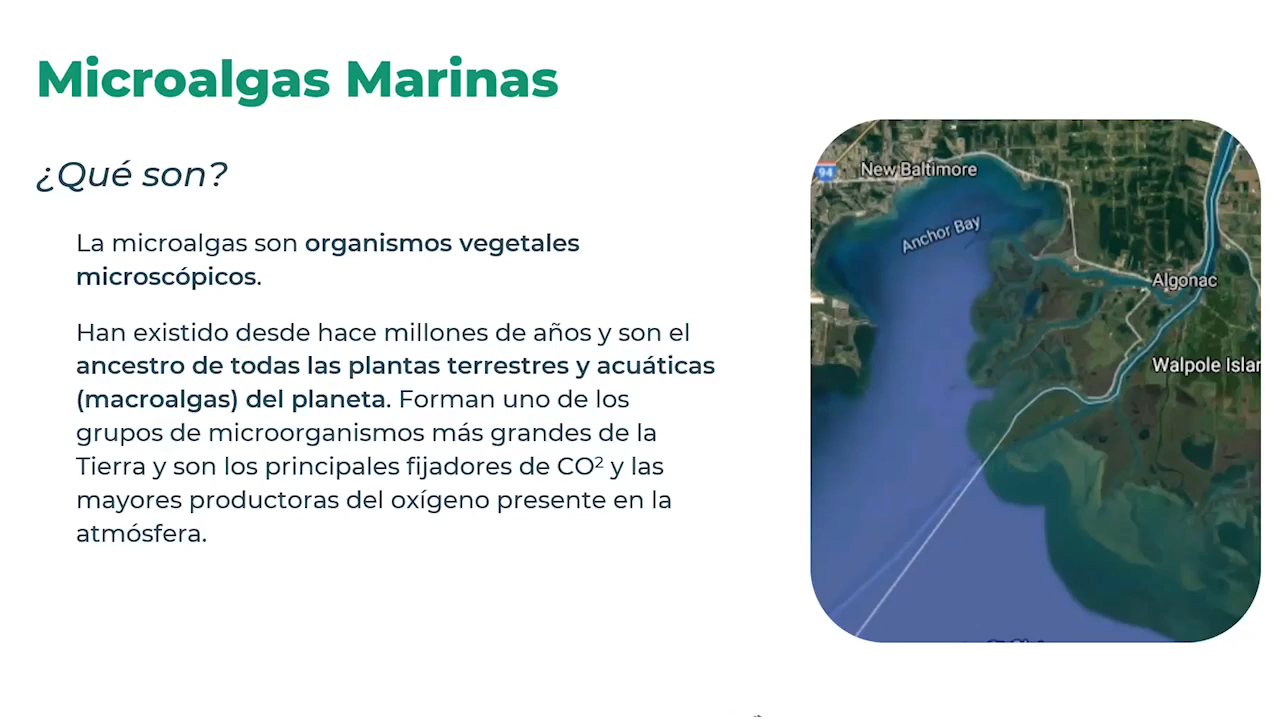 Microalgas Marinas
¿Qué son?
La microalgas son organismos vegetales
microscópicos.
Han existido desde hace millones de años y son el
ancestro de todas las plantas terrestres y acuáticas
(macroalgas) del planeta. Forman uno de los
grupos de microorganismos más grandes de la
Tierra y son los principales fijadores de CO² y las
mayores productoras del oxígeno presente en la
atmósfera.
94
New Baltimore
Anchor Bay
Algonac
Walpole Islan